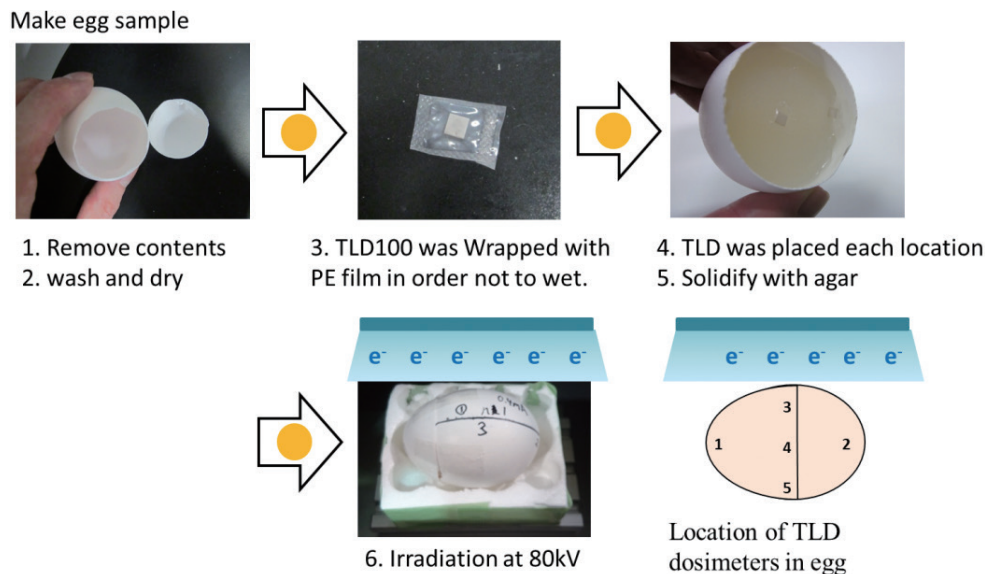 Make egg sample
1. Remove contents
2. wash and dry
3. TLD100 was Wrapped with
PE film in order not to wet.
4. TLD was placed each location
5. Solidify with agar
e⁻ e⁻ e⁻ e⁻ e⁻ e⁻
①
3
6. Irradiation at 80kV
e⁻ e⁻ e⁻ e⁻ e⁻
3
1 4 2
5
Location of TLD
dosimeters in egg